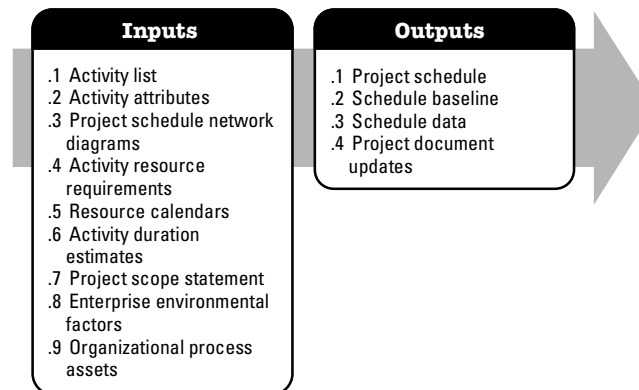 Inputs
.1 Activity list
.2 Activity attributes
.3 Project schedule network
diagrams
.4 Activity resource
requirements
.5 Resource calendars
.6 Activity duration
estimates
.7 Project scope statement
.8 Enterprise environmental
factors
.9 Organizational process
assets
Outputs
.1 Project schedule
.2 Schedule baseline
.3 Schedule data
.4 Project document
updates